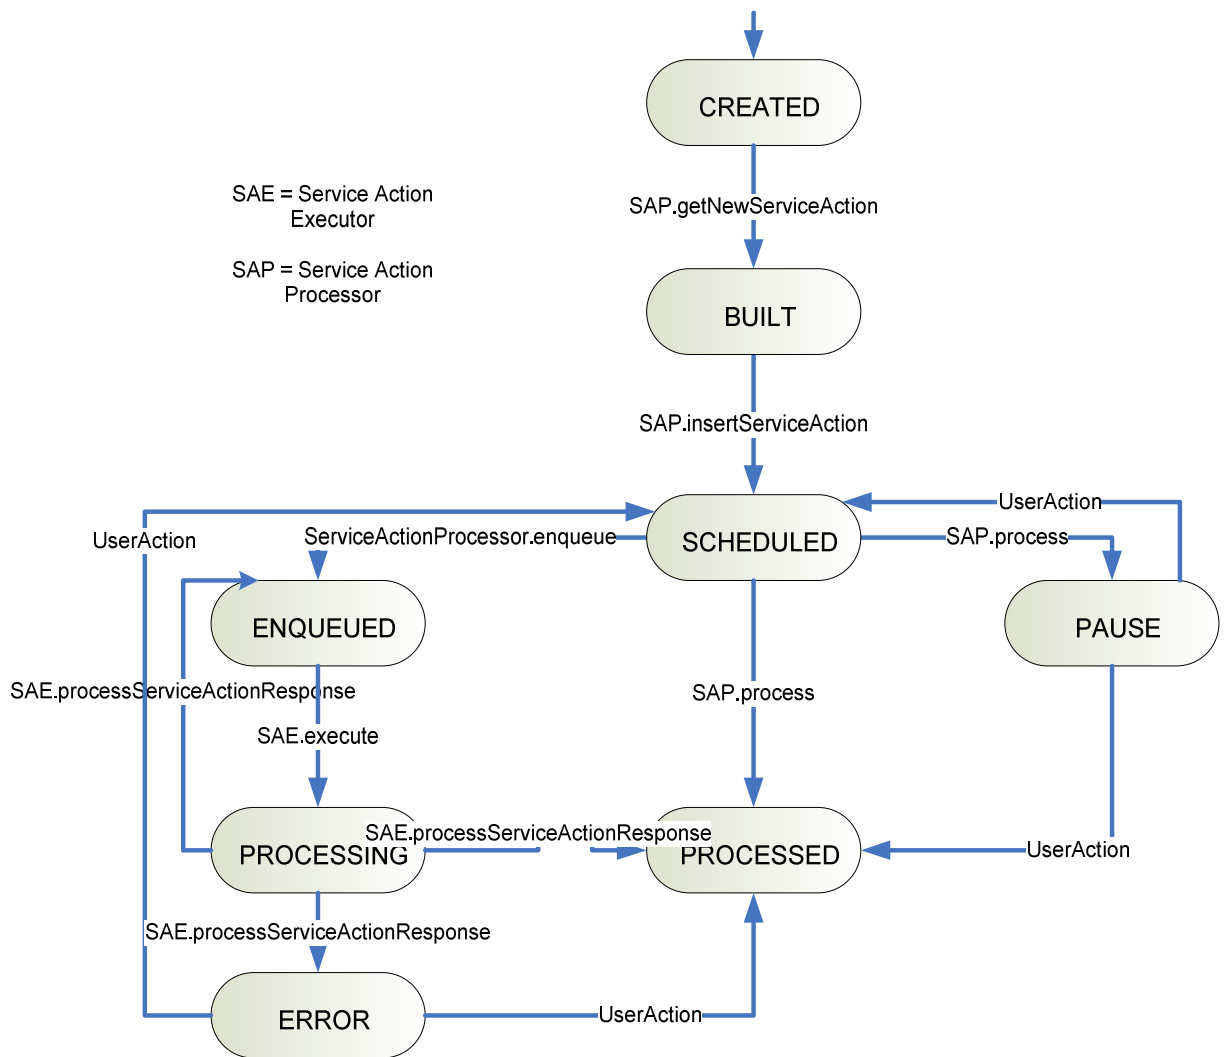 CREATED
SAE = Service Action
Executor
SAP.getNewServiceAction
SAP = Service Action
Processor
BUILT
SAP.insertServiceAction
UserAction
UserAction
ServiceActionProcessor.enqueue
SCHEDULED
SAP.process
ENQUEUED
PAUSE
SAE.processServiceActionResponse
SAP.process
SAE.execute
SAE.processServiceActionResponse
PROCESSING
PROCESSED
UserAction
SAE.processServiceActionResponse
ERROR
UserAction